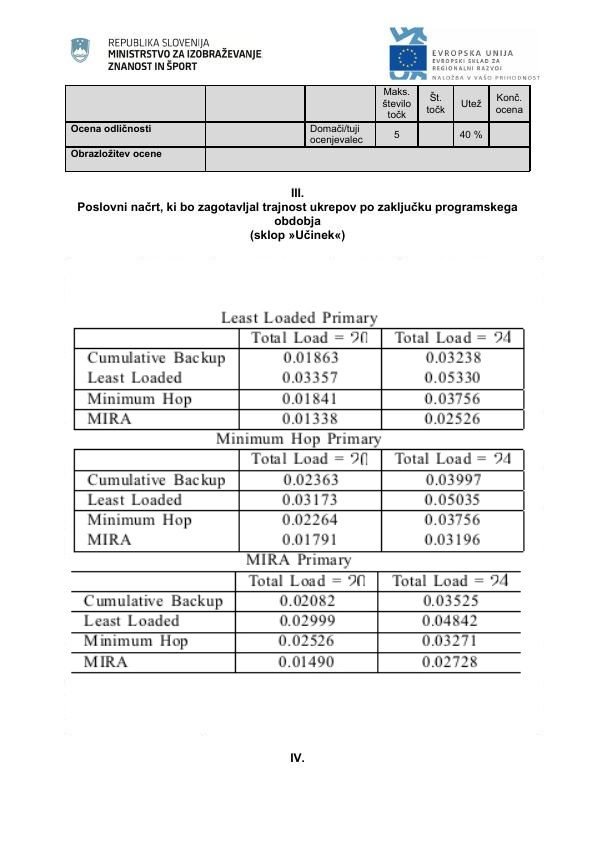 REPUBLIKA SLOVENIJA
MINISTRSTVO ZA IZOBRAŽEVANJE
ZNANOST IN ŠPORT
EVROPSKA UNIJA
EVROPSKI SKLAD ZA
REGIONALNI RAZVOJ
NALOŽBA V VAŠO PRIHODNOST
Maks. število točk Št. točk Utež Konč. ocena
Ocena odličnosti Domači/tuji ocenjevalec 5 40 %
Obrazložitev ocene
III.
Poslovni načrt, ki bo zagotavljal trajnost ukrepov po zaključku programskega
obdobja
(sklop »Učinek«)
Least Loaded Primary
Total Load = 20 Total Load = 24
Cumulative Backup 0.01863 0.03238
Least Loaded 0.03357 0.05330
Minimum Hop 0.01841 0.03756
MIRA 0.01338 0.02526
Minimum Hop Primary
Total Load = 20 Total Load = 24
Cumulative Backup 0.02363 0.03997
Least Loaded 0.03173 0.05035
Minimum Hop 0.02264 0.03756
MIRA 0.01791 0.03196
MIRA Primary
Total Load = 20 Total Load = 24
Cumulative Backup 0.02082 0.03525
Least Loaded 0.02999 0.04842
Minimum Hop 0.02526 0.03271
MIRA 0.01490 0.02728
IV.